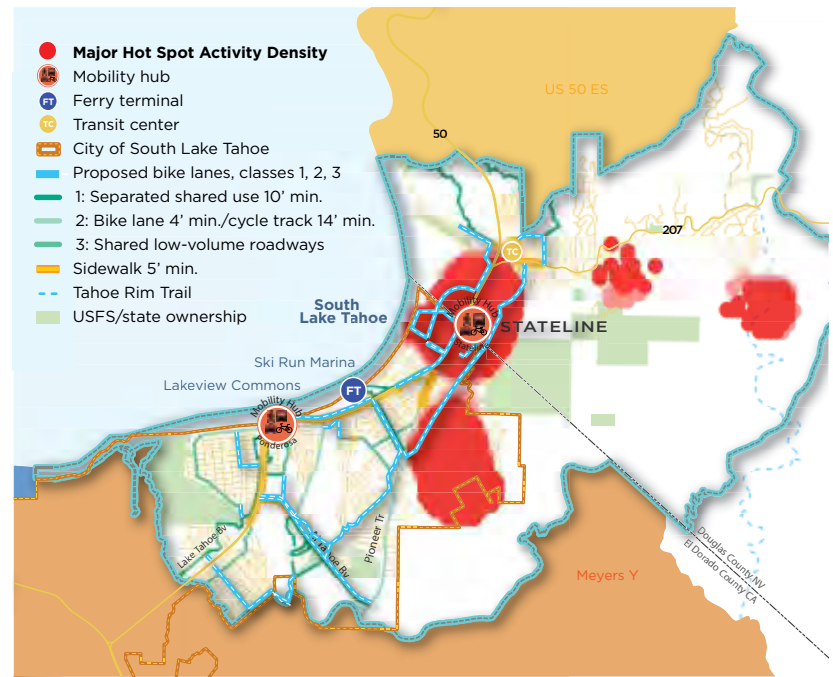 Major Hot Spot Activity Density
Mobility hub
FT
Ferry terminal
TC
Transit center
City of South Lake Tahoe
Proposed bike lanes, classes 1, 2, 3
1: Separated shared use 10' min.
2: Bike lane 4' min./cycle track 14' min.
3: Shared low-volume roadways
Sidewalk 5' min.
Tahoe Rim Trail
USFS/state ownership
US 50 ES
50
207
TC
South
Lake Tahoe
Mobility Hub
STATELINE
Ski Run Marina
Lakeview Commons
FT
Mobility Hub
Ponderosa
Lake Tahoe Bv
Pioneer Tr
Meyers Y
Douglas County NV
El Dorado County CA